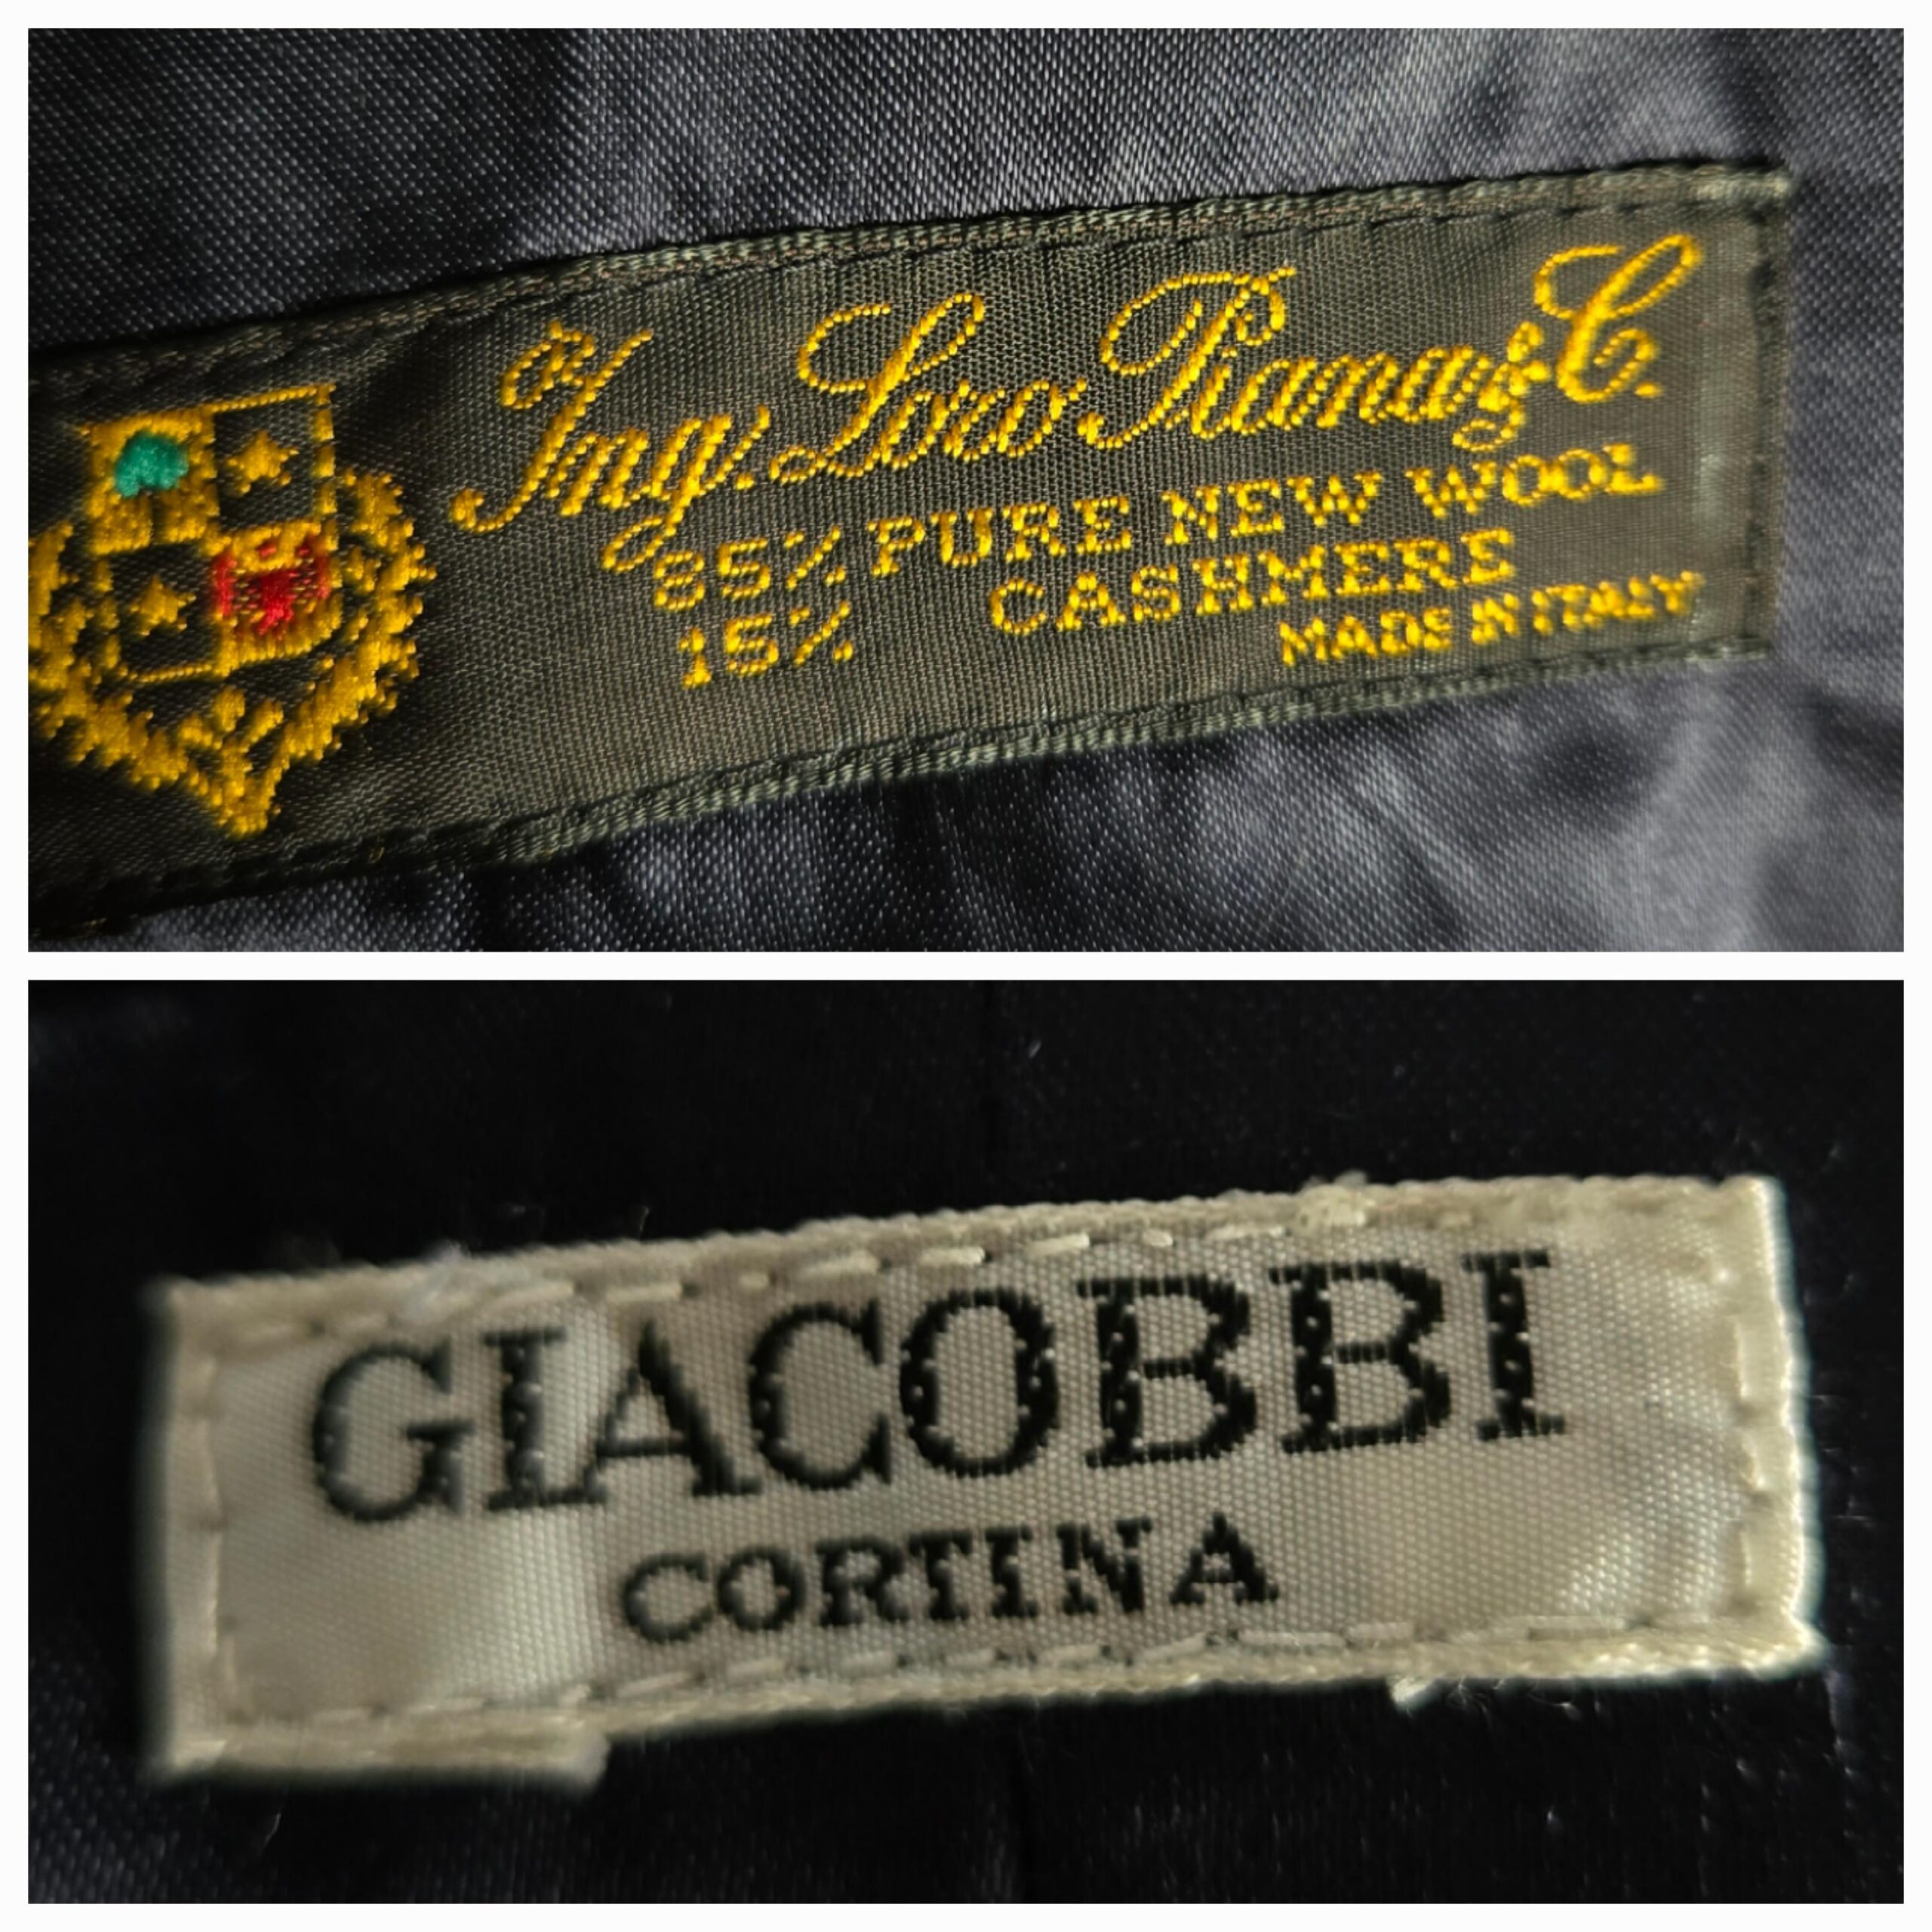 Ing. Loro Piana & C.
85% PURE NEW WOOL
15% CASHMERE
MADE IN ITALY
GIACOBBI
CORTINA